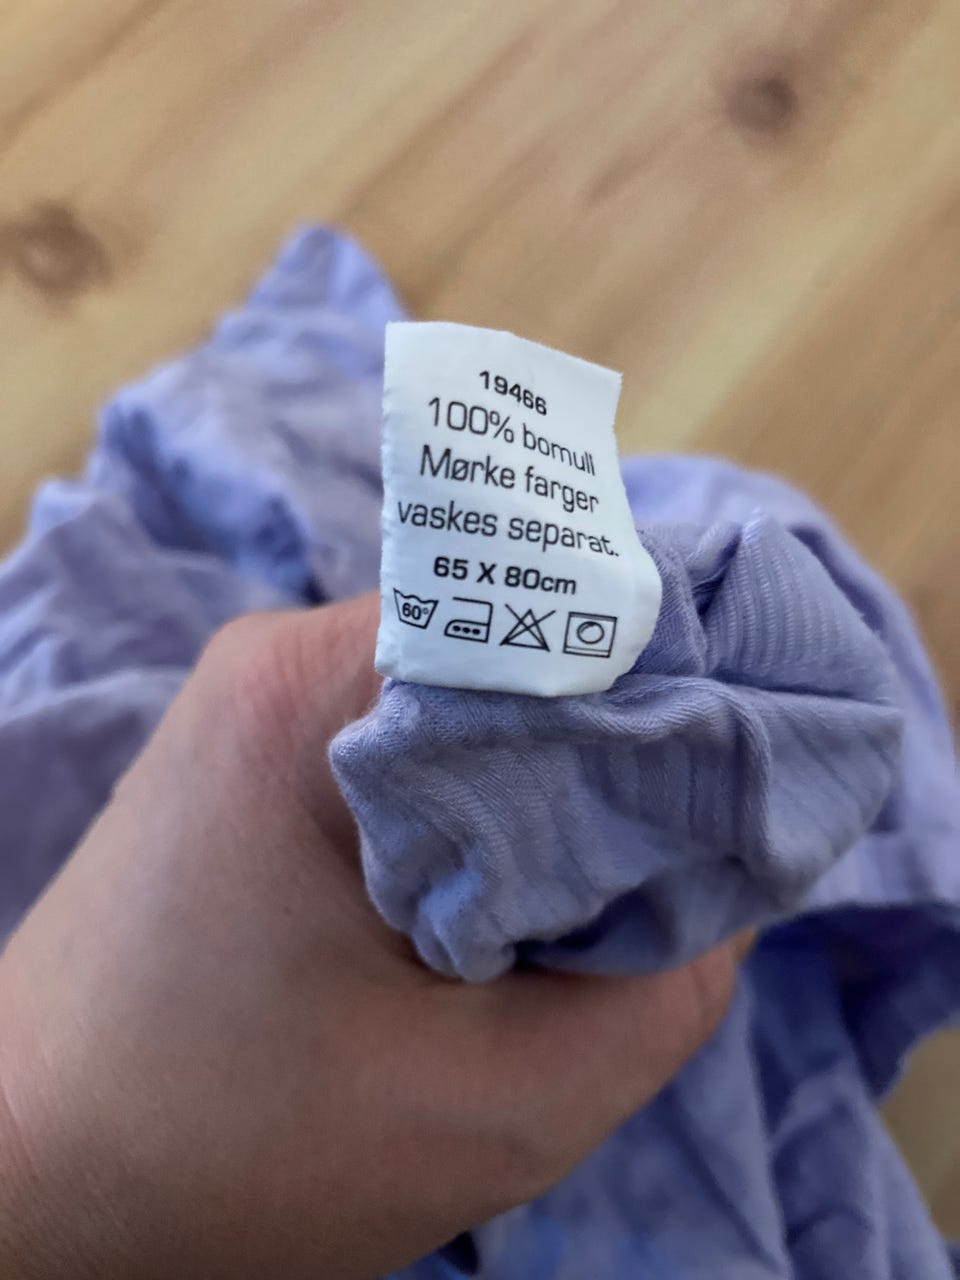 19466
100% bomull
Mørke farger
vaskes separat.
65 X 80cm
60°